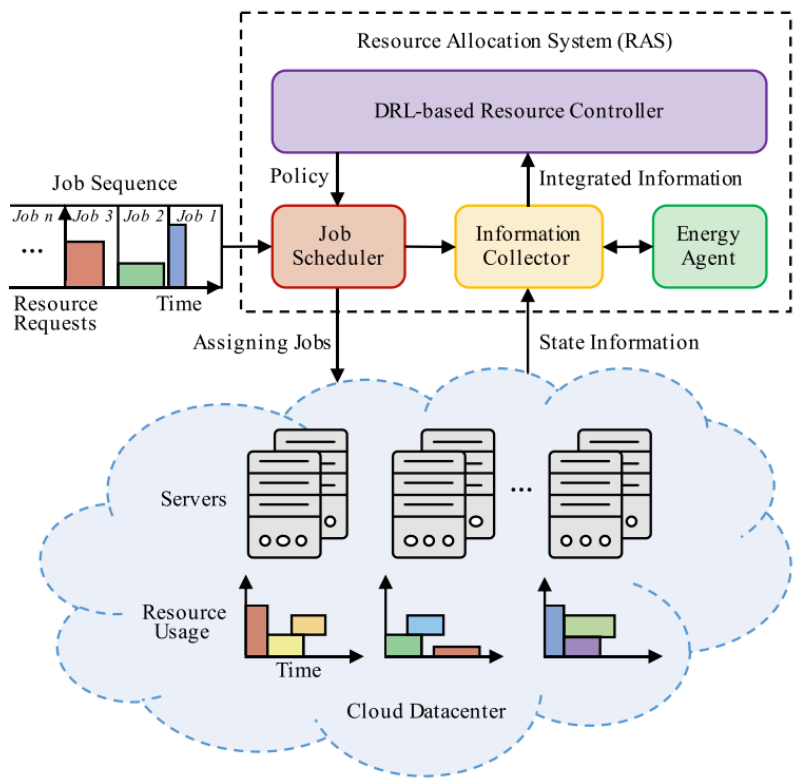 Resource Allocation System (RAS)
DRL-based Resource Controller
Policy
Integrated Information
Job Sequence
Job n Job 3 Job 2 Job 1
...
Resource
Requests
Time
Job
Scheduler
Information
Collector
Energy
Agent
Assigning Jobs
State Information
Servers
...
Resource
Usage
Time
Cloud Datacenter